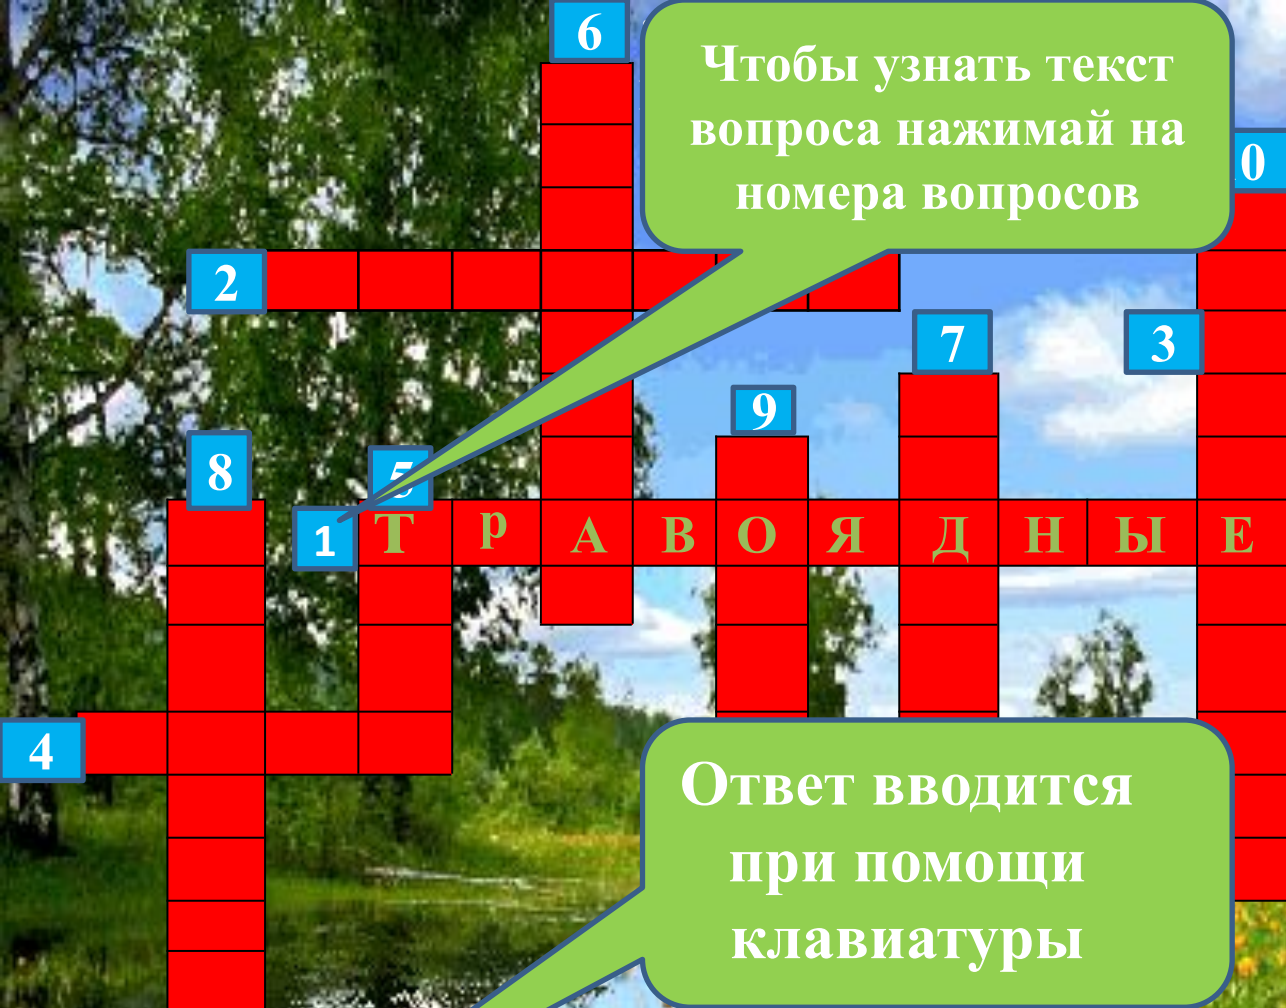 6
Чтобы узнать текст
вопроса нажимай на
номера вопросов
0
2
7
3
9
8
5
1
Т р А В О Я Д Н Ы Е
4
Ответ вводится
при помощи
клавиатуры